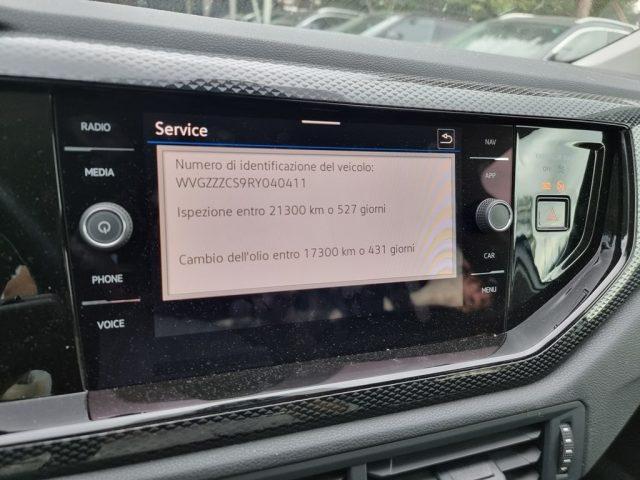 RADIO
MEDIA
PHONE
VOICE
Service
Numero di identificazione del veicolo:
WVGZZZCS9RY040411
Ispezione entro 21300 km o 527 giorni
Cambio dell'olio entro 17300 km o 431 giorni
NAV
APP
CAR
MENU